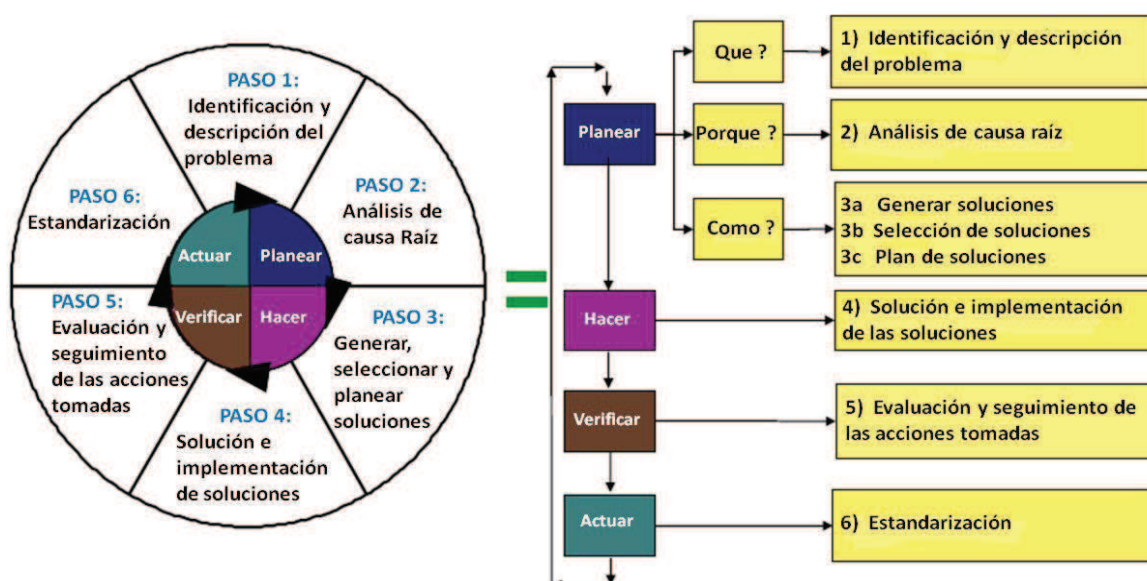 PASO 1:
Identificación y
descripción del
problema
PASO 2:
Análisis de
causa Raíz
PASO 3:
Generar,
seleccionar y
planear
soluciones
PASO 4:
Solución e
implementación
de soluciones
PASO 5:
Evaluación y
seguimiento
de las acciones
tomadas
PASO 6:
Estandarización
Actuar
Planear
Verificar
Hacer
Planear
Que ?
1) Identificación y descripción
del problema
Porque ?
2) Análisis de causa raíz
Como ?
3a Generar soluciones
3b Selección de soluciones
3c Plan de soluciones
Hacer
4) Solución e implementación
de las soluciones
Verificar
5) Evaluación y seguimiento de
las acciones tomadas
Actuar
6) Estandarización